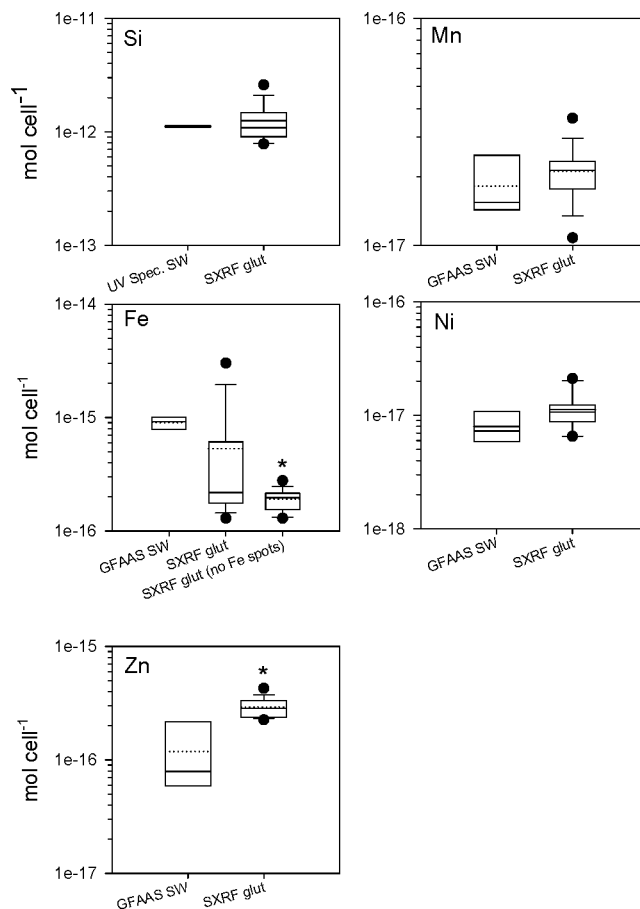 Si
mol cell⁻¹
1e-11
1e-12
1e-13
UV Spec. SW
SXRF glut
Mn
1e-16
1e-17
GFAAS SW
SXRF glut
Fe
mol cell⁻¹
1e-14
1e-15
1e-16
*
GFAAS SW
SXRF glut
SXRF glut (no Fe spots)
Ni
1e-16
1e-17
1e-18
GFAAS SW
SXRF glut
Zn
mol cell⁻¹
1e-15
1e-16
1e-17
*
GFAAS SW
SXRF glut